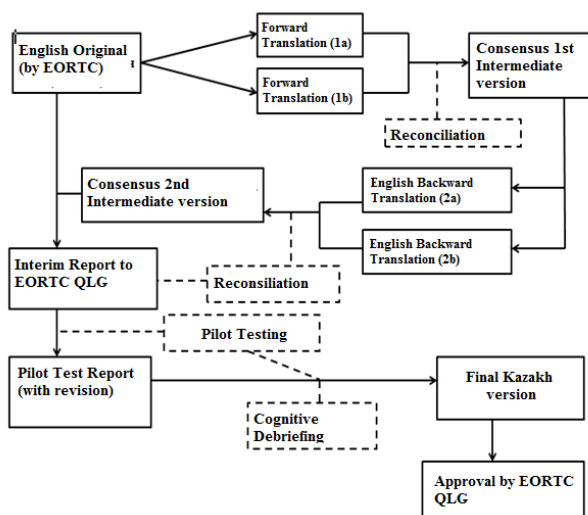 English Original
(by EORTC)
Forward
Translation (1a)
Forward
Translation (1b)
Consensus 1st
Intermediate
version
Reconciliation
English Backward
Translation (2a)
English Backward
Translation (2b)
Consensus 2nd
Intermediate version
Reconsiliation
Interim Report to
EORTC QLG
Pilot Testing
Pilot Test Report
(with revision)
Cognitive
Debriefing
Final Kazakh
version
Approval by EORTC
QLG